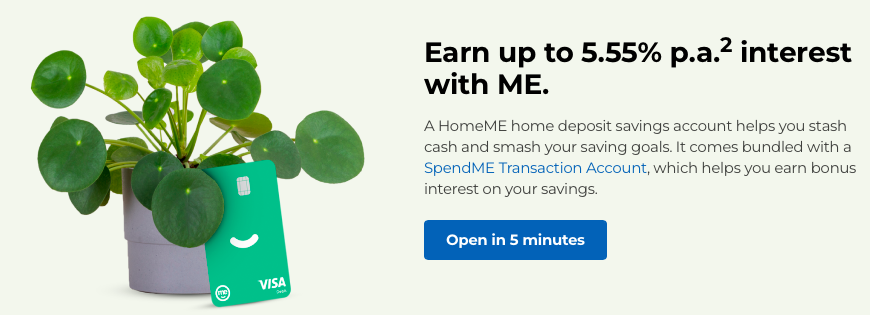 Earn up to 5.55% p.a.2 interest
with ME.
A HomeME home deposit savings account helps you stash
cash and smash your saving goals. It comes bundled with a
SpendME Transaction Account, which helps you earn bonus
interest on your savings.
Open in 5 minutes
me
VISA
Debit